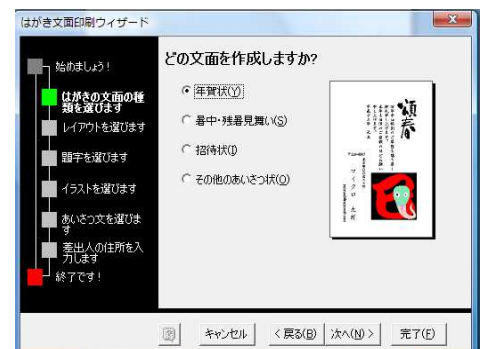 はがき文面印刷ウィザード
始めましょう!
はがきの文面の種
類を選びます
レイアウトを選びます
題字を選びます
イラストを選びます
あいさつ文を選びま
す
差出人の住所を入
力します
終了です!
どの文面を作成しますか?
年賀状(Y)
暑中・残暑見舞い(S)
招待状(I)
その他のあいさつ状(O)
頌春
マイクロ 太郎
キャンセル
< 戻る(B)
次へ(N) >
完了(F)